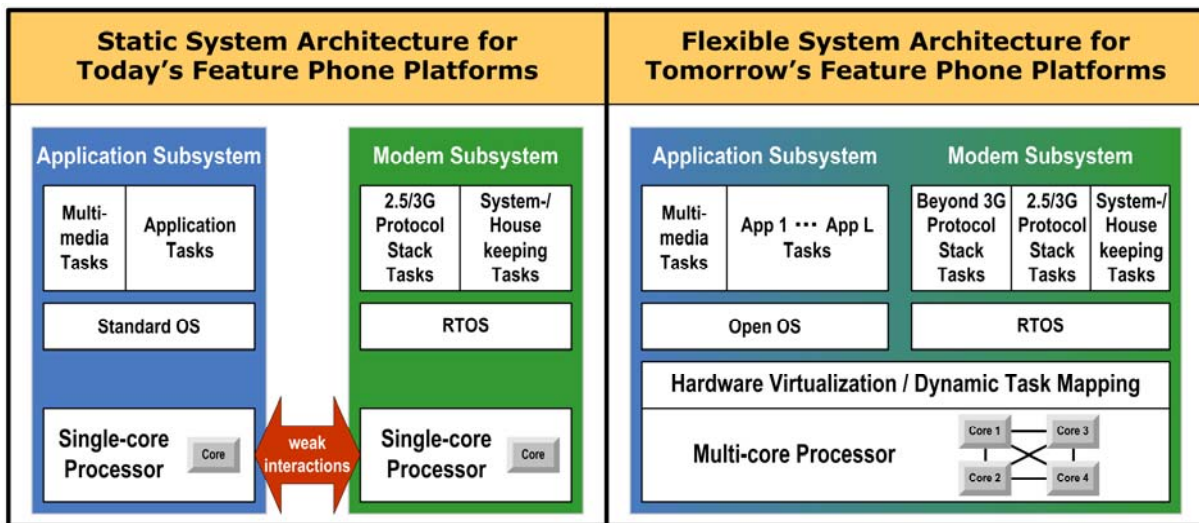 Static System Architecture for
Today's Feature Phone Platforms
Flexible System Architecture for
Tomorrow's Feature Phone Platforms
Application Subsystem
Multi-
media
Tasks
Application
Tasks
Standard OS
Single-core
Processor
Core
weak
interactions
Modem Subsystem
2.5/3G
Protocol
Stack
Tasks
System-/
House
keeping
Tasks
RTOS
Single-core
Processor
Core
Application Subsystem
Multi-
media
Tasks
App 1 ··· App L
Tasks
Open OS
Modem Subsystem
Beyond 3G
Protocol
Stack
Tasks
2.5/3G
Protocol
Stack
Tasks
System-/
House
keeping
Tasks
RTOS
Hardware Virtualization / Dynamic Task Mapping
Multi-core Processor
Core 1
Core 3
Core 2
Core 4